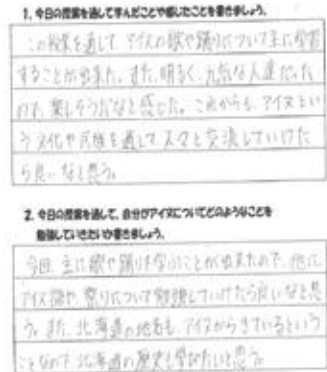 1. 今日の授業を通して学んだことや感じたことを書きましょう。
この授業を通して、アイヌの歌や踊りについて主に学習
することが出来た。また、明るく、元気な人達だった
ので、楽しそうだなと感じた。これからも、アイヌとい
う文化や民族を通して人々と交流していけた
ら良いなと思う。
2. 今日の授業を通して、自分がアイヌについてどのようなことを
勉強していきたいか書きましょう。
今回、主に歌や踊りを学ぶことが出来たので、他に
アイヌ語や、祭りについて勉強していけたら良いなと思
う。また、北海道の地名も、アイヌからきているという
ことなので北海道の歴史も学びたいと思う。